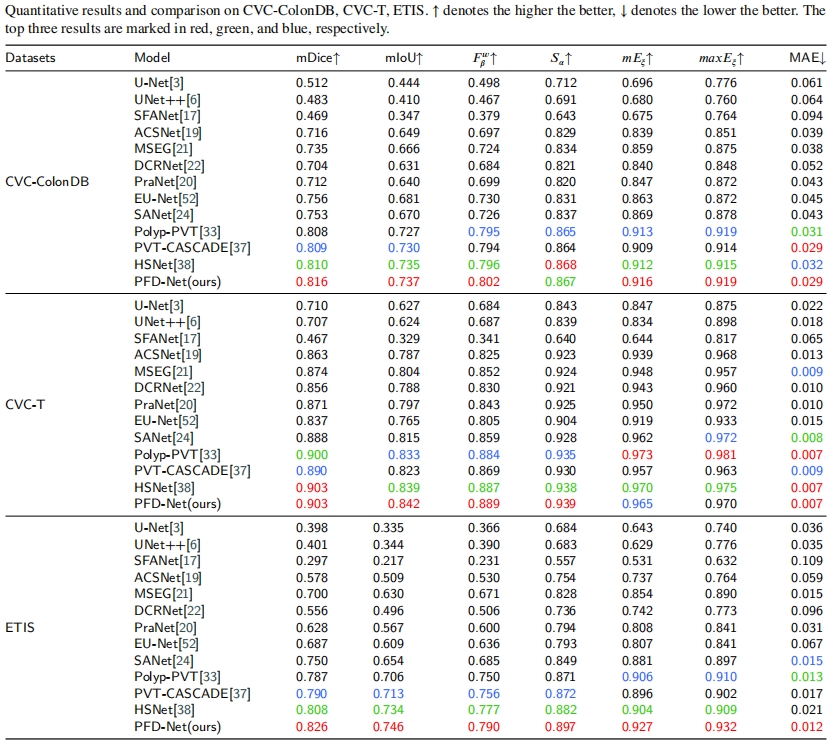 Quantitative results and comparison on CVC-ColonDB, CVC-T, ETIS. ↑ denotes the higher the better, ↓ denotes the lower the better. The
top three results are marked in red, green, and blue, respectively.
Datasets Model mDice↑ mIoU↑ F_β^w↑ S_α↑ mE_ξ↑ maxE_ξ↑ MAE↓
U-Net[3] 0.512 0.444 0.498 0.712 0.696 0.776 0.061
UNet++[6] 0.483 0.410 0.467 0.691 0.680 0.760 0.064
SFANet[17] 0.469 0.347 0.379 0.643 0.675 0.764 0.094
ACSNet[19] 0.716 0.649 0.697 0.829 0.839 0.851 0.039
MSEG[21] 0.735 0.666 0.724 0.834 0.859 0.875 0.038
DCRNet[22] 0.704 0.631 0.684 0.821 0.840 0.848 0.052
CVC-ColonDB PraNet[20] 0.712 0.640 0.699 0.820 0.847 0.872 0.043
EU-Net[52] 0.756 0.681 0.730 0.831 0.863 0.872 0.045
SANet[24] 0.753 0.670 0.726 0.837 0.869 0.878 0.043
Polyp-PVT[33] 0.808 0.727 0.795 0.865 0.913 0.919 0.031
PVT-CASCADE[37] 0.809 0.730 0.794 0.864 0.909 0.914 0.029
HSNet[38] 0.810 0.735 0.796 0.868 0.912 0.915 0.032
PFD-Net(ours) 0.816 0.737 0.802 0.867 0.916 0.919 0.029
U-Net[3] 0.710 0.627 0.684 0.843 0.847 0.875 0.022
UNet++[6] 0.707 0.624 0.687 0.839 0.834 0.898 0.018
SFANet[17] 0.467 0.329 0.341 0.640 0.644 0.817 0.065
ACSNet[19] 0.863 0.787 0.825 0.923 0.939 0.968 0.013
MSEG[21] 0.874 0.804 0.852 0.924 0.948 0.957 0.009
DCRNet[22] 0.856 0.788 0.830 0.921 0.943 0.960 0.010
CVC-T PraNet[20] 0.871 0.797 0.843 0.925 0.950 0.972 0.010
EU-Net[52] 0.837 0.765 0.805 0.904 0.919 0.933 0.015
SANet[24] 0.888 0.815 0.859 0.928 0.962 0.972 0.008
Polyp-PVT[33] 0.900 0.833 0.884 0.935 0.973 0.981 0.007
PVT-CASCADE[37] 0.890 0.823 0.869 0.930 0.957 0.963 0.009
HSNet[38] 0.903 0.839 0.887 0.938 0.970 0.975 0.007
PFD-Net(ours) 0.903 0.842 0.889 0.939 0.965 0.970 0.007
U-Net[3] 0.398 0.335 0.366 0.684 0.643 0.740 0.036
UNet++[6] 0.401 0.344 0.390 0.683 0.629 0.776 0.035
SFANet[17] 0.297 0.217 0.231 0.557 0.531 0.632 0.109
ACSNet[19] 0.578 0.509 0.530 0.754 0.737 0.764 0.059
MSEG[21] 0.700 0.630 0.671 0.828 0.854 0.890 0.015
DCRNet[22] 0.556 0.496 0.506 0.736 0.742 0.773 0.096
ETIS PraNet[20] 0.628 0.567 0.600 0.794 0.808 0.841 0.031
EU-Net[52] 0.687 0.609 0.636 0.793 0.807 0.841 0.067
SANet[24] 0.750 0.654 0.685 0.849 0.881 0.897 0.015
Polyp-PVT[33] 0.787 0.706 0.750 0.871 0.906 0.910 0.013
PVT-CASCADE[37] 0.790 0.713 0.756 0.872 0.896 0.902 0.017
HSNet[38] 0.808 0.734 0.777 0.882 0.904 0.909 0.021
PFD-Net(ours) 0.826 0.746 0.790 0.897 0.927 0.932 0.012